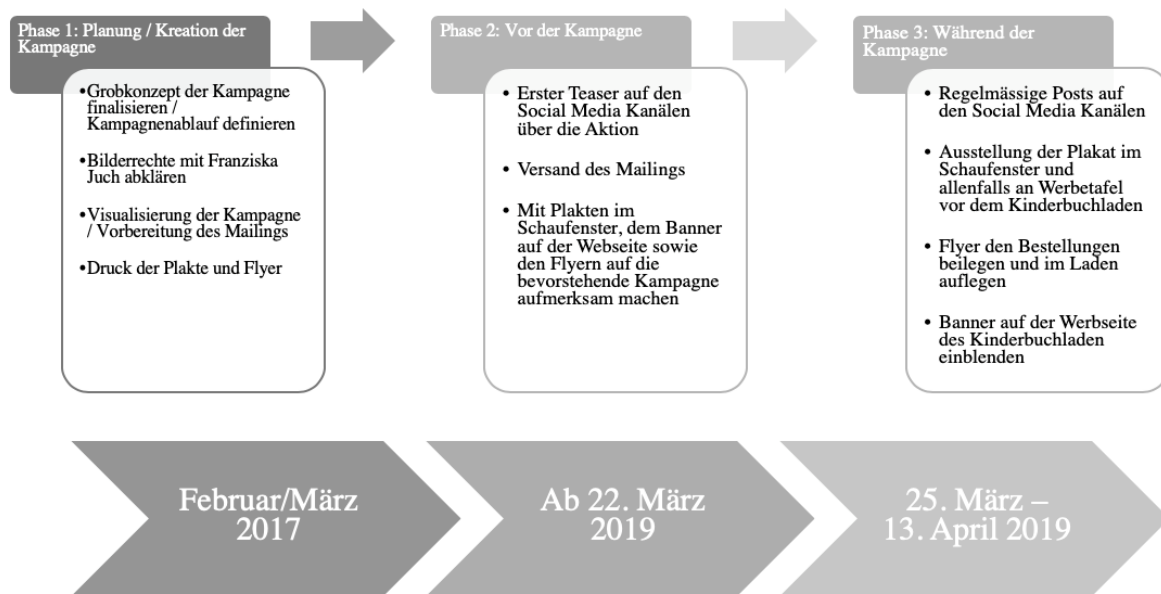 Phase 1: Planung / Kreation der
Kampagne
•Grobkonzept der Kampagne
finalisieren /
Kampagnenablauf definieren
•Bilderrechte mit Franziska
Juch abklären
•Visualisierung der Kampagne
/ Vorbereitung des Mailings
•Druck der Plakte und Flyer
Phase 2: Vor der Kampagne
• Erster Teaser auf den
Social Media Kanälen
über die Aktion
• Versand des Mailings
• Mit Plakten im
Schaufenster, dem Banner
auf der Webseite sowie
den Flyern auf die
bevorstehende Kampagne
aufmerksam machen
Phase 3: Während der
Kampagne
• Regelmässige Posts auf
den Social Media Kanälen
• Ausstellung der Plakat im
Schaufenster und
allenfalls an Werbetafel
vor dem Kinderbuchladen
• Flyer den Bestellungen
beilegen und im Laden
auflegen
• Banner auf der Werbseite
des Kinderbuchladen
einblenden
Februar/März
2017
Ab 22. März
2019
25. März –
13. April 2019